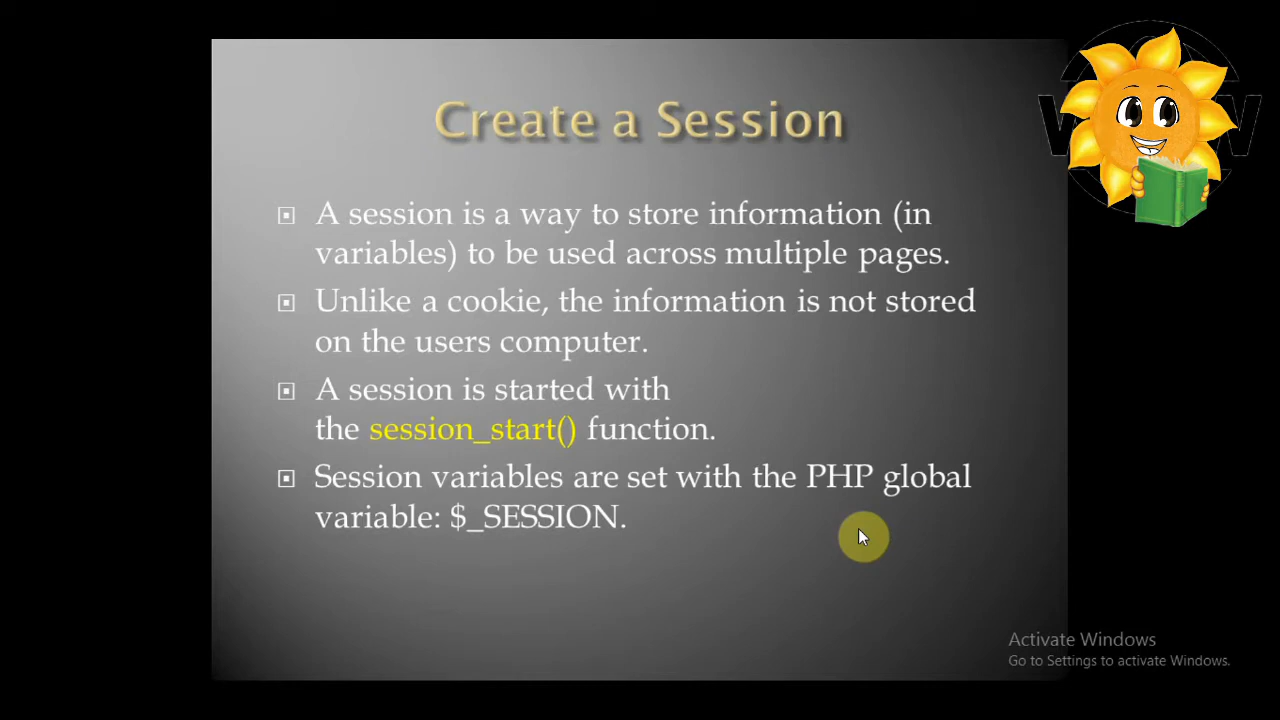 Create a Session
A session is a way to store information (in
variables) to be used across multiple pages.
Unlike a cookie, the information is not stored
on the users computer.
A session is started with
the session_start() function.
Session variables are set with the PHP global
variable: $_SESSION.
Activate Windows
Go to Settings to activate Windows.